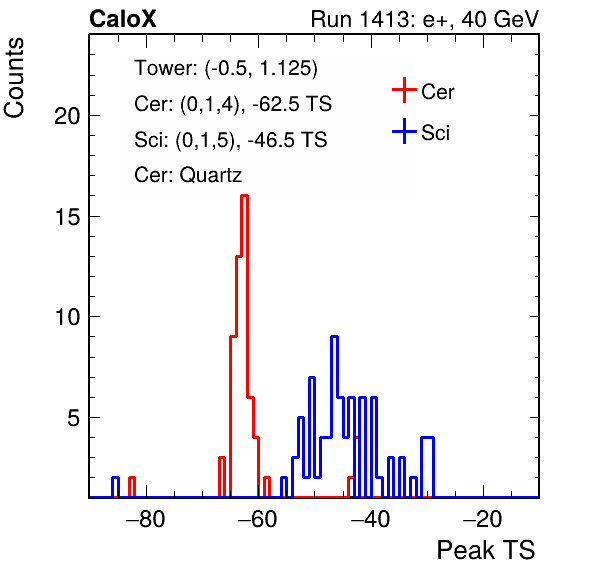 CaloX Run 1413: e+, 40 GeV
Counts
Tower: (-0.5, 1.125)
Cer: (0,1,4), -62.5 TS
Sci: (0,1,5), -46.5 TS
Cer: Quartz
Cer
Sci
20
15
10
5
−80 −60 −40 −20
Peak TS